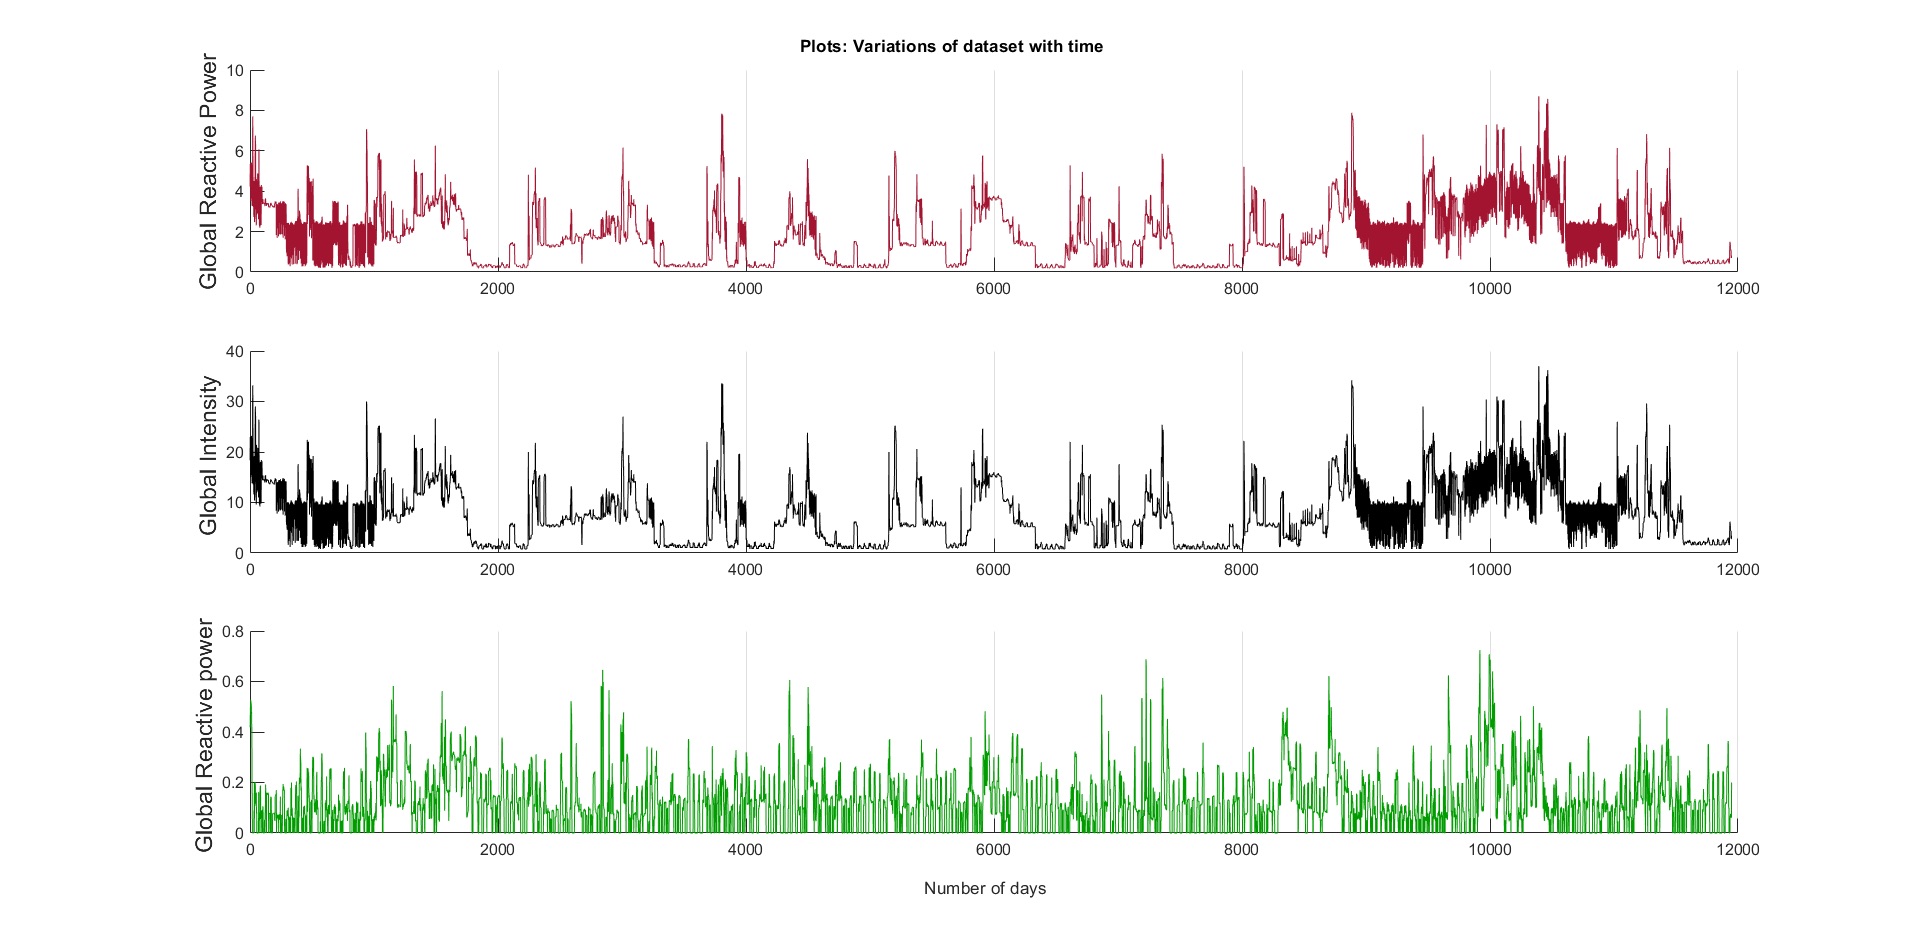 Plots: Variations of dataset with time
Global Reactive Power
10
8
6
4
2
0
0 2000 4000 6000 8000 10000 12000
Global Intensity
40
30
20
10
0
0 2000 4000 6000 8000 10000 12000
Global Reactive power
0.8
0.6
0.4
0.2
0
0 2000 4000 6000 8000 10000 12000
Number of days